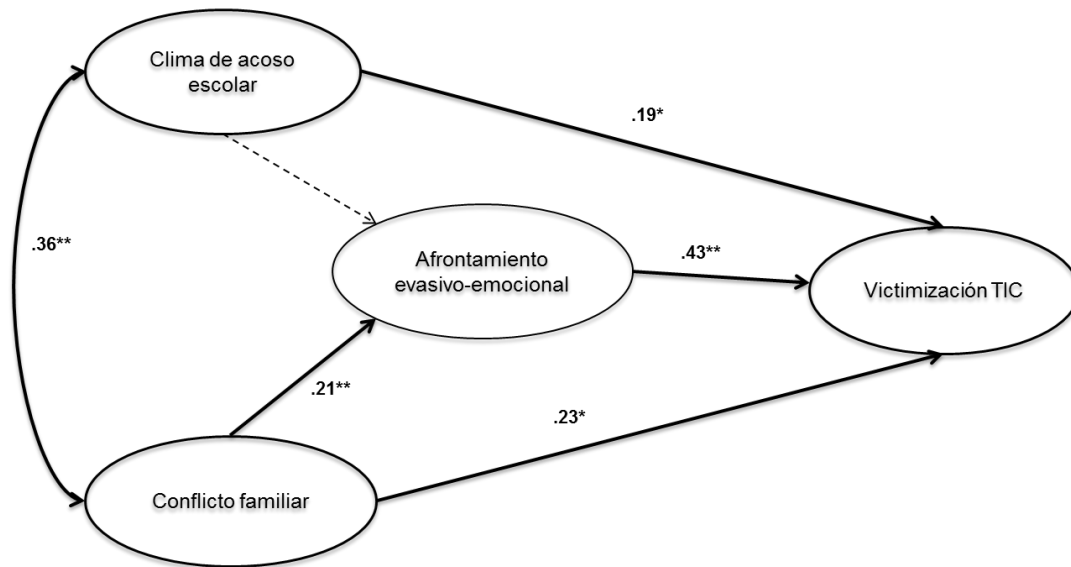 Clima de acoso
escolar
.19*
.36**
Afrontamiento
evasivo-emocional
.43**
Victimización TIC
.21**
.23*
Conflicto familiar